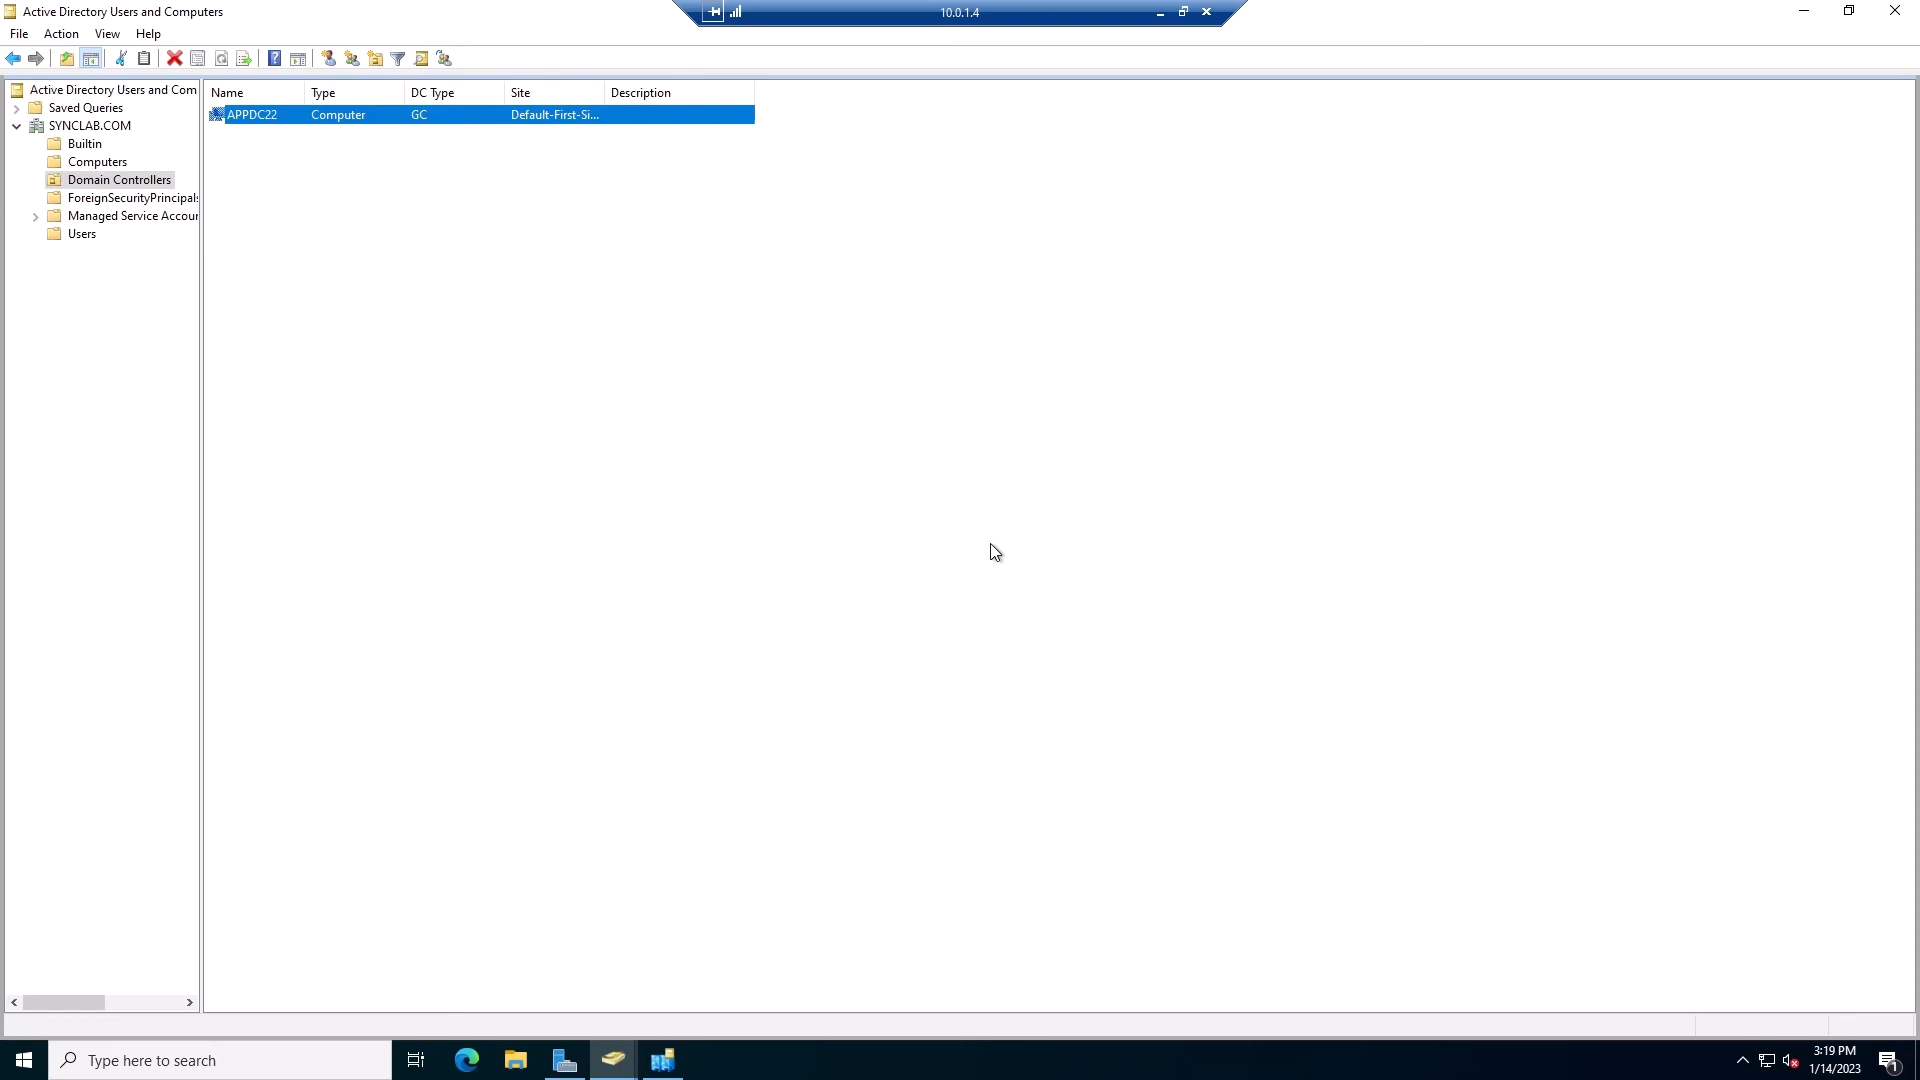 Active Directory Users and Computers
10.0.1.4
File Action View Help
Active Directory Users and Com
Saved Queries
SYNCLAB.COM
Builtin
Computers
Domain Controllers
ForeignSecurityPrincipals
Managed Service Accour
Users
Name Type DC Type Site Description
APPDC22 Computer GC Default-First-Si...
Type here to search
3:19 PM
1/14/2023
1